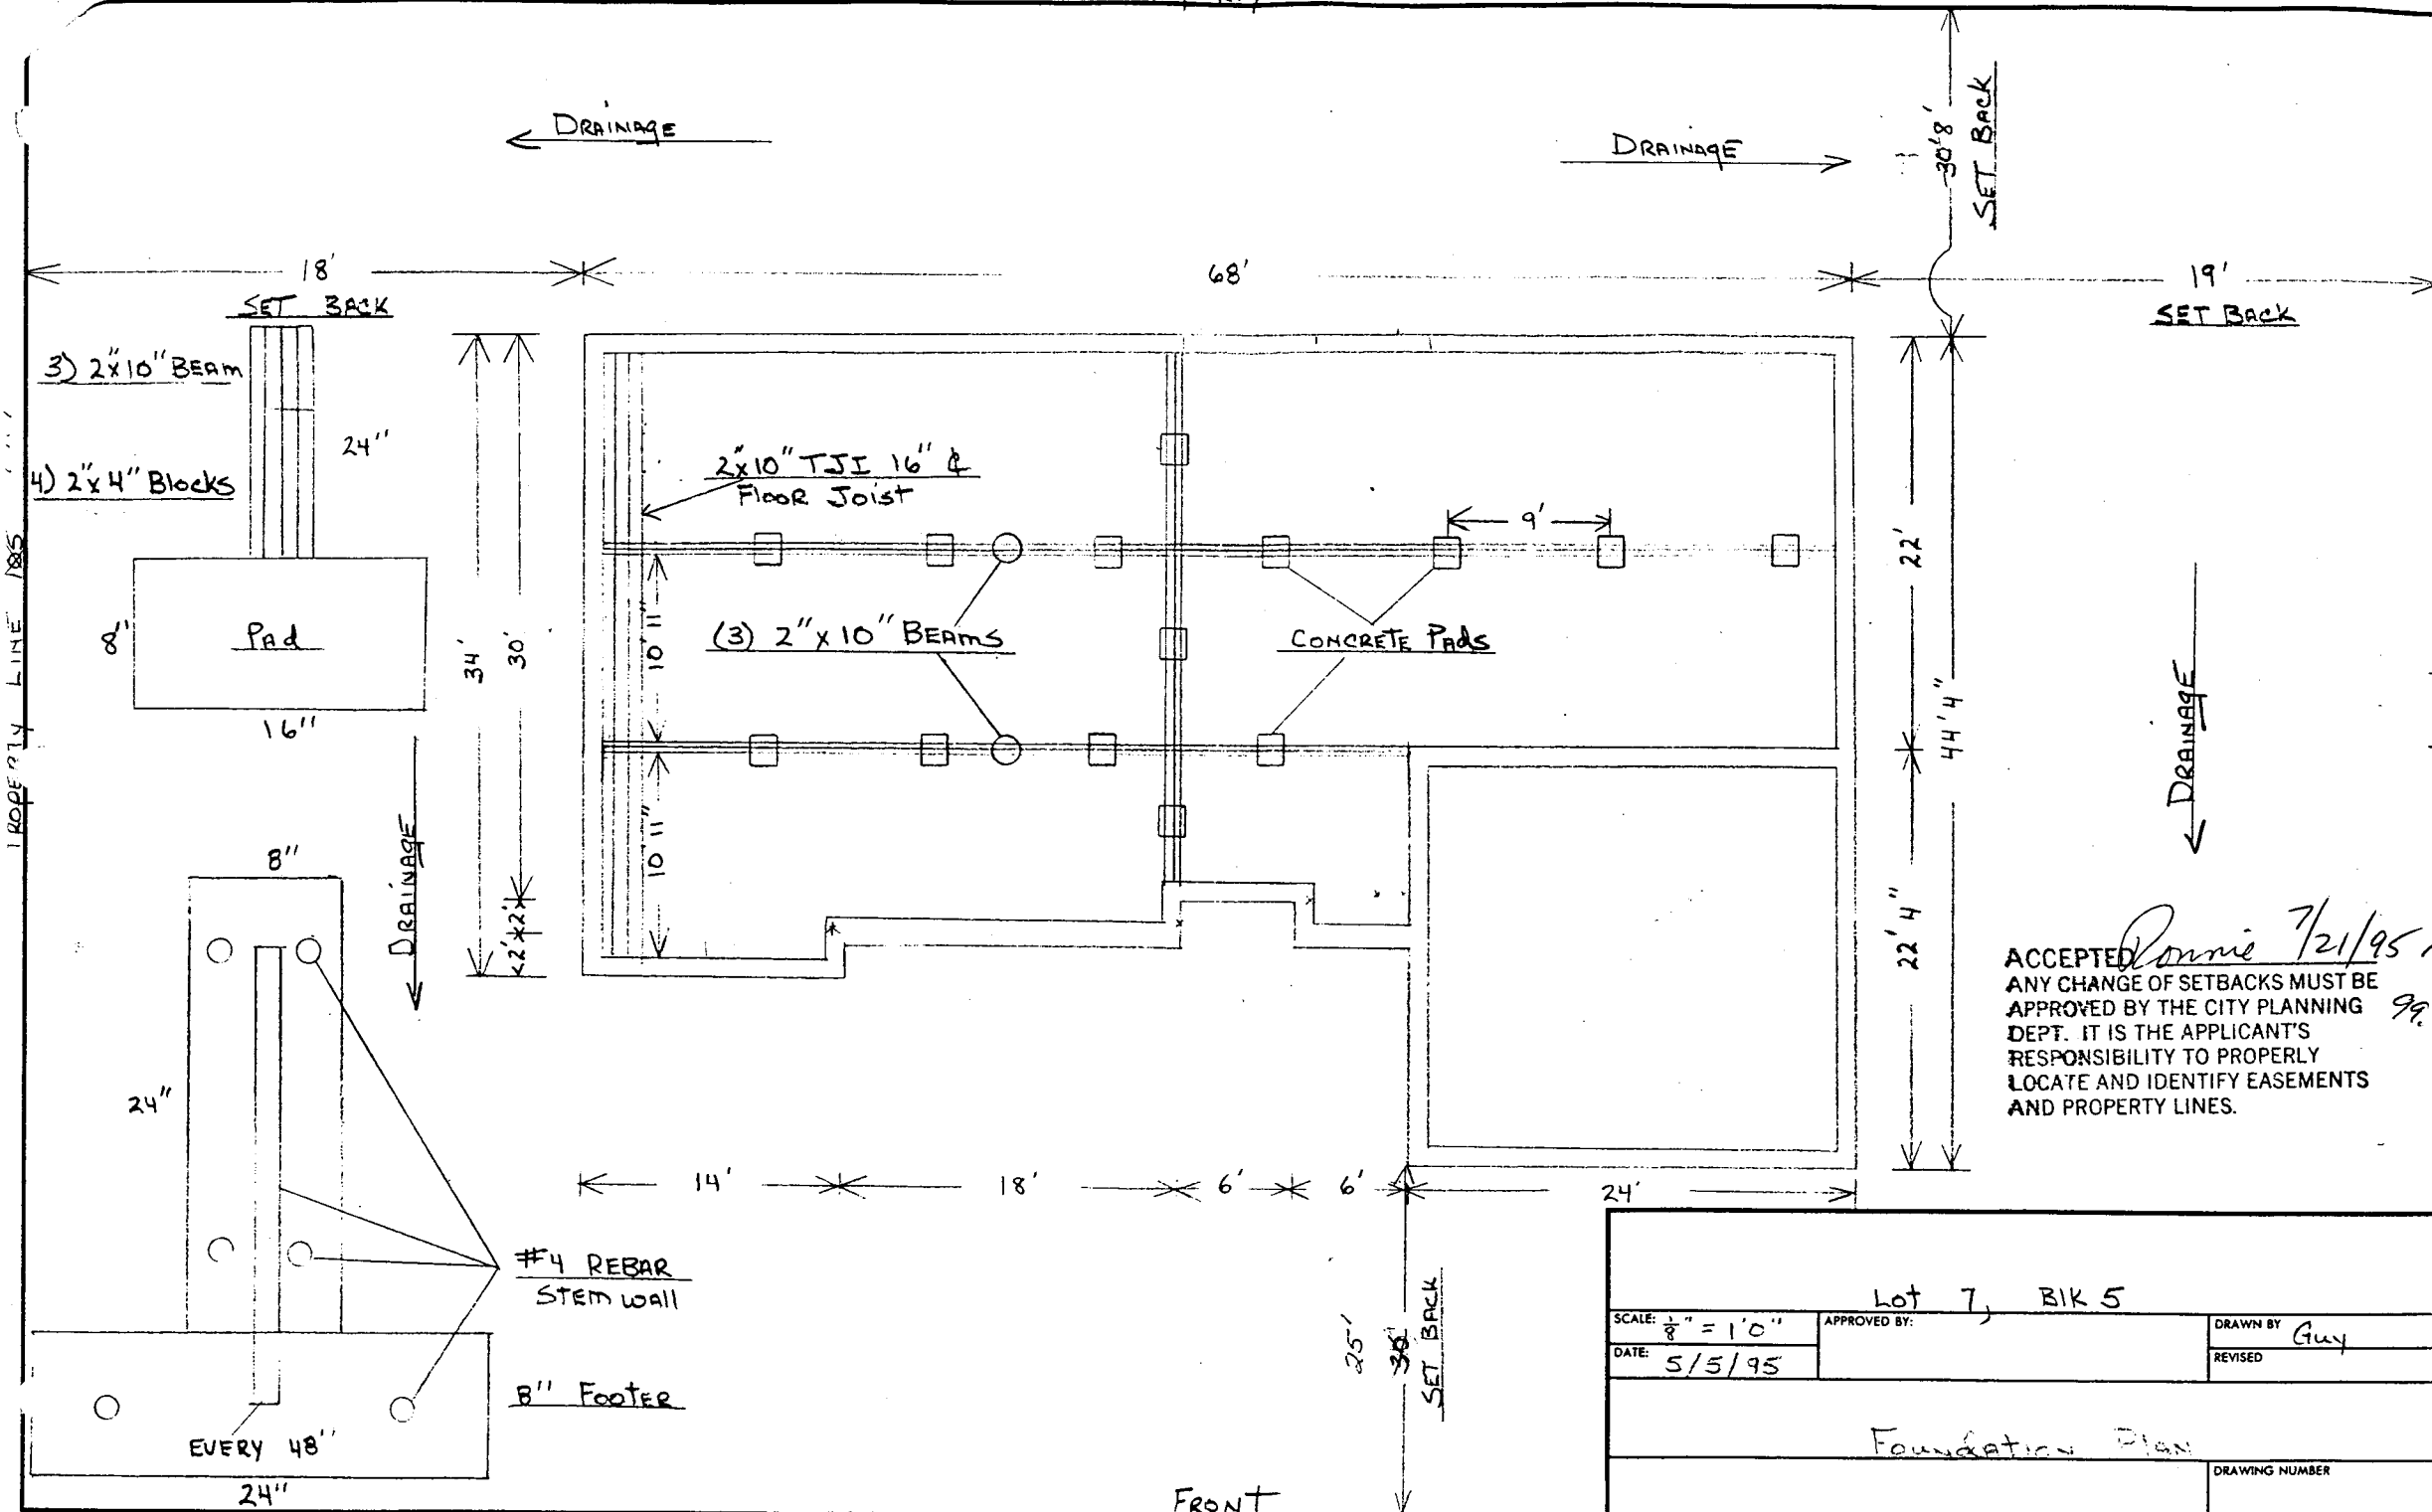 DRAINAGE
DRAINAGE
30'8"
SET BACK
18'
SET BACK
68'
19'
SET BACK
3) 2"x10" BEAM
24"
4) 2"x4" Blocks
PAd
8"
16"
PROPERTY LINE 105
34'
30'
2' 2'
2"x10" TJI 16" ℄
FlooR JOIST
9'
10'11"
(3) 2"x10" BEAMS
CONCRETE PAdS
10'11"
22'
44'4"
22'4"
DRAINAGE
DRAINAGE
8"
24"
#4 REBAR
STEM WAll
8" FOOTER
EVERY 48"
24"
14'
18'
6'
6'
24'
25'
30'
SET BACK
FRONT
ACCEPTED Ronnie 7/21/95
ANY CHANGE OF SETBACKS MUST BE
APPROVED BY THE CITY PLANNING
DEPT. IT IS THE APPLICANT'S
RESPONSIBILITY TO PROPERLY
LOCATE AND IDENTIFY EASEMENTS
AND PROPERTY LINES.
Lot 7, BlK 5
SCALE: 1/8" = 1'0"
APPROVED BY:
DRAWN BY Guy
DATE: 5/5/95
REVISED
Foundation Plan
DRAWING NUMBER